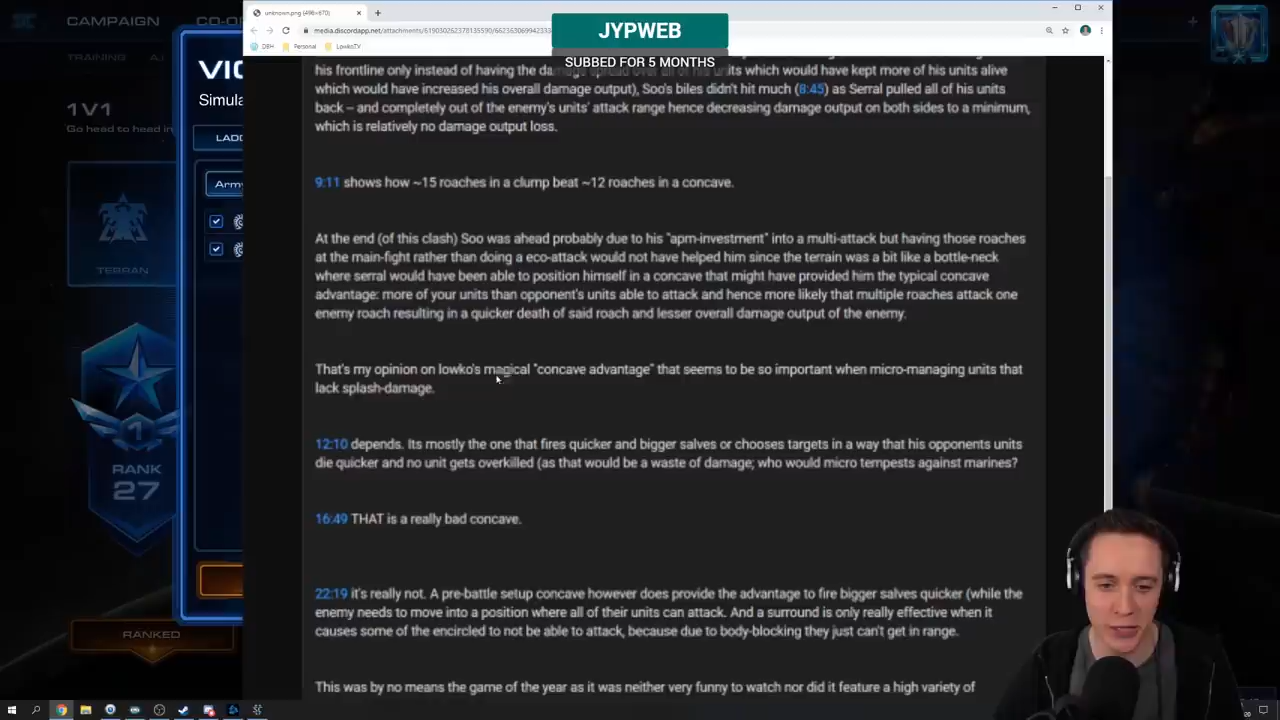 unknown.png (496×670)
media.discordapp.net/attachments/619030262378135590/662363069942333
DBH
Personal
LowkoTV
JYPWEB
SUBBED FOR 5 MONTHS
CAMPAIGN
CO-O
TRAINING
A.I
1V1
Go head to head in
TERRAN
RANK
27
RANKED
VIC
Simula
LADD
Army
his frontline only instead of having the damage spread over all of his units which would have kept more of his units alive
which would have increased his overall damage output), Soo's biles didn't hit much (8:45) as Serral pulled all of his units
back – and completely out of the enemy's units' attack range hence decreasing damage output on both sides to a minimum,
which is relatively no damage output loss.
9:11 shows how ~15 roaches in a clump beat ~12 roaches in a concave.
At the end (of this clash) Soo was ahead probably due to his "apm-investment" into a multi-attack but having those roaches
at the main-fight rather than doing a eco-attack would not have helped him since the terrain was a bit like a bottle-neck
where serral would have been able to position himself in a concave that might have provided him the typical concave
advantage: more of your units than opponent's units able to attack and hence more likely that multiple roaches attack one
enemy roach resulting in a quicker death of said roach and lesser overall damage output of the enemy.
That's my opinion on lowko's magical "concave advantage" that seems to be so important when micro-managing units that
lack splash-damage.
12:10 depends. Its mostly the one that fires quicker and bigger salves or chooses targets in a way that his opponents units
die quicker and no unit gets overkilled (as that would be a waste of damage; who would micro tempests against marines?
16:49 THAT is a really bad concave.
22:19 it's really not. A pre-battle setup concave however does provide the advantage to fire bigger salves quicker (while the
enemy needs to move into a position where all of their units can attack. And a surround is only really effective when it
causes some of the encircled to not be able to attack, because due to body-blocking they just can't get in range.
This was by no means the game of the year as it was neither very funny to watch nor did it feature a high variety of